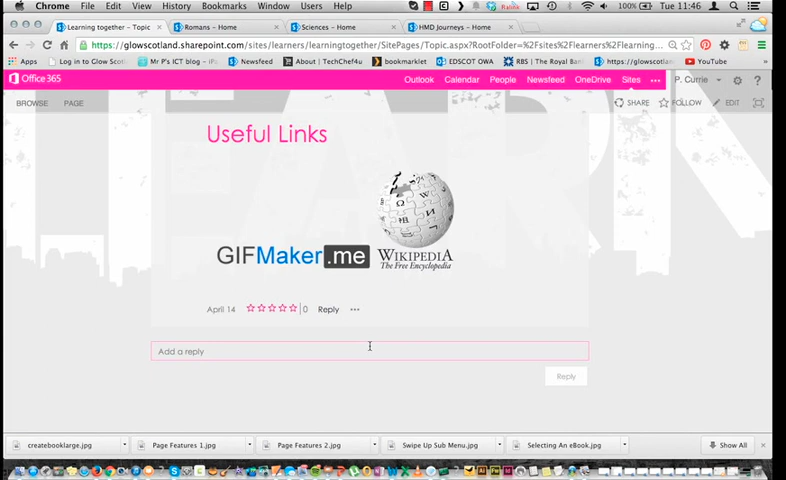 Chrome File Edit View History Bookmarks Window Users Help 100% Tue 11:46
Learning together - Topic Romans - Home Sciences - Home HMD Journeys - Home
https://glowscotland.sharepoint.com/sites/learners/learningtogether/SitePages/Topic.aspx?RootFolder=%2Fsites%2Flearners%2Flearning...
Apps Log in to Glow Scotl Mr P's ICT blog - iP Newsfeed About | TechChef4u bookmarklet EDSCOT OWA RBS | The Royal Bank https://glowscotland YouTube
Office 365 Outlook Calendar People Newsfeed OneDrive Sites ... P. Currie ?
BROWSE PAGE SHARE FOLLOW EDIT
Useful Links
GIFMaker.me
WIKIPEDIA
The Free Encyclopedia
April 14 0 Reply ...
Add a reply
Reply
createbooklarge.jpg Page Features 1.jpg Page Features 2.jpg Swipe Up Sub Menu.jpg Selecting An eBook.jpg Show All